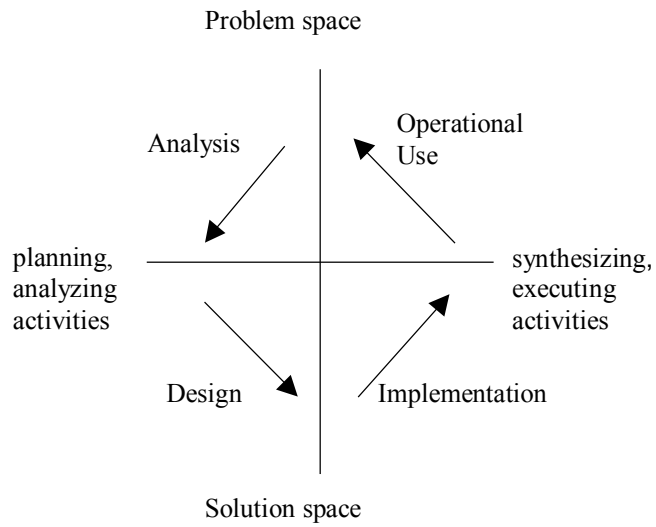 Problem space
Analysis
Operational
Use
planning,
analyzing
activities
synthesizing,
executing
activities
Design
Implementation
Solution space